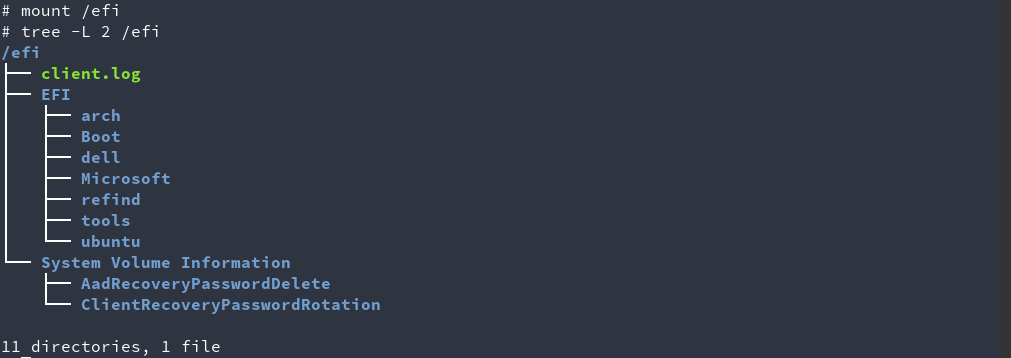 # mount /efi
# tree -L 2 /efi
/efi
├── client.log
├── EFI
│   ├── arch
│   ├── Boot
│   ├── dell
│   ├── Microsoft
│   ├── refind
│   ├── tools
│   └── ubuntu
└── System Volume Information
    ├── AadRecoveryPasswordDelete
    └── ClientRecoveryPasswordRotation

11 directories, 1 file